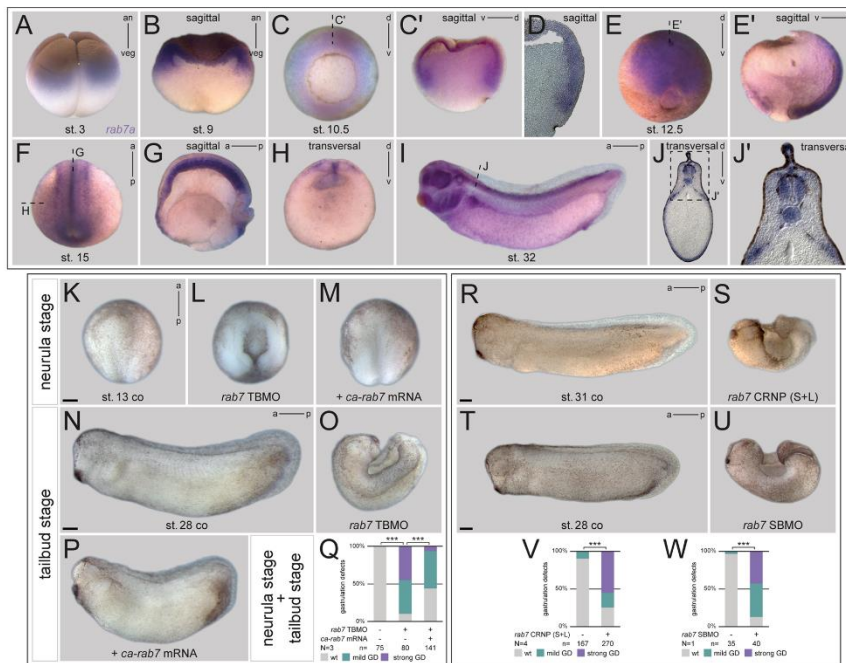 A
an
veg
st. 3
rab7a
B
sagittal
an
veg
st. 9
C
C'
d
v
st. 10.5
C'
sagittal
v
d
D
sagittal
E
E'
d
v
st. 12.5
E'
sagittal
v
d
F
G
H
a
p
st. 15
G
sagittal
a
p
H
transversal
d
v
I
J
st. 32
J
transversal
d
v
J'
J'
transversal
neurula stage
K
a
p
st. 13 co
L
rab7 TBMO
M
+ ca-rab7 mRNA
tailbud stage
N
a
p
st. 28 co
O
rab7 TBMO
P
+ ca-rab7 mRNA
neurula stage
+
tailbud stage
Q
gastrulation defects
100%
50%
0%
***
***
rab7 TBMO - + +
ca-rab7 mRNA - - +
N=3 n= 75 80 141
wt mild GD strong GD
R
a
p
st. 31 co
S
rab7 CRNP (S+L)
T
a
p
st. 28 co
U
rab7 SBMO
V
gastrulation defects
100%
50%
0%
***
rab7 CRNP (S+L) - +
N=4 n= 167 270
W
gastrulation defects
100%
50%
0%
***
rab7 SBMO - +
N=1 n= 35 40
wt mild GD strong GD